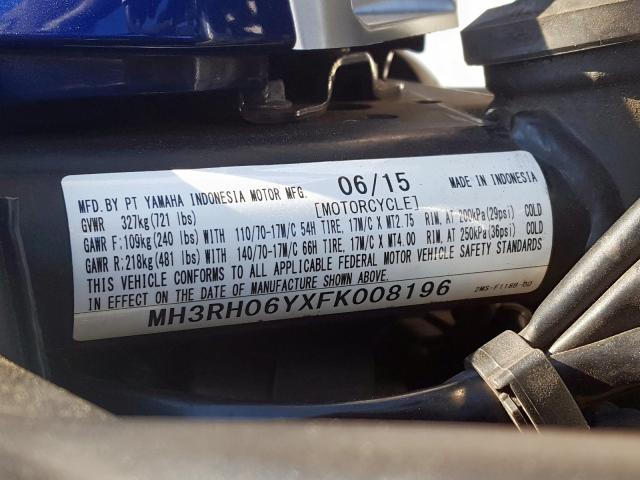 MFD.BY PT YAMAHA INDONESIA MOTOR MFG. 06/15 MADE IN INDONESIA
GVWR 327kg(721 lbs) [MOTORCYCLE]
GAWR F:109kg(240 lbs) WITH 110/70-17M/C 54H TIRE, 17M/C X MT2.75 RIM, AT 200kPa(29psi) COLD
GAWR R:218kg(481 lbs) WITH 140/70-17M/C 66H TIRE, 17M/C X MT4.00 RIM, AT 250kPa(36psi) COLD
THIS VEHICLE CONFORMS TO ALL APPLICABLE FEDERAL MOTOR VEHICLE SAFETY STANDARDS
IN EFFECT ON THE DATE OF MANUFACTURE SHOWN ABOVE.
MH3RH06YXFK008196 2MS-F118B-D0